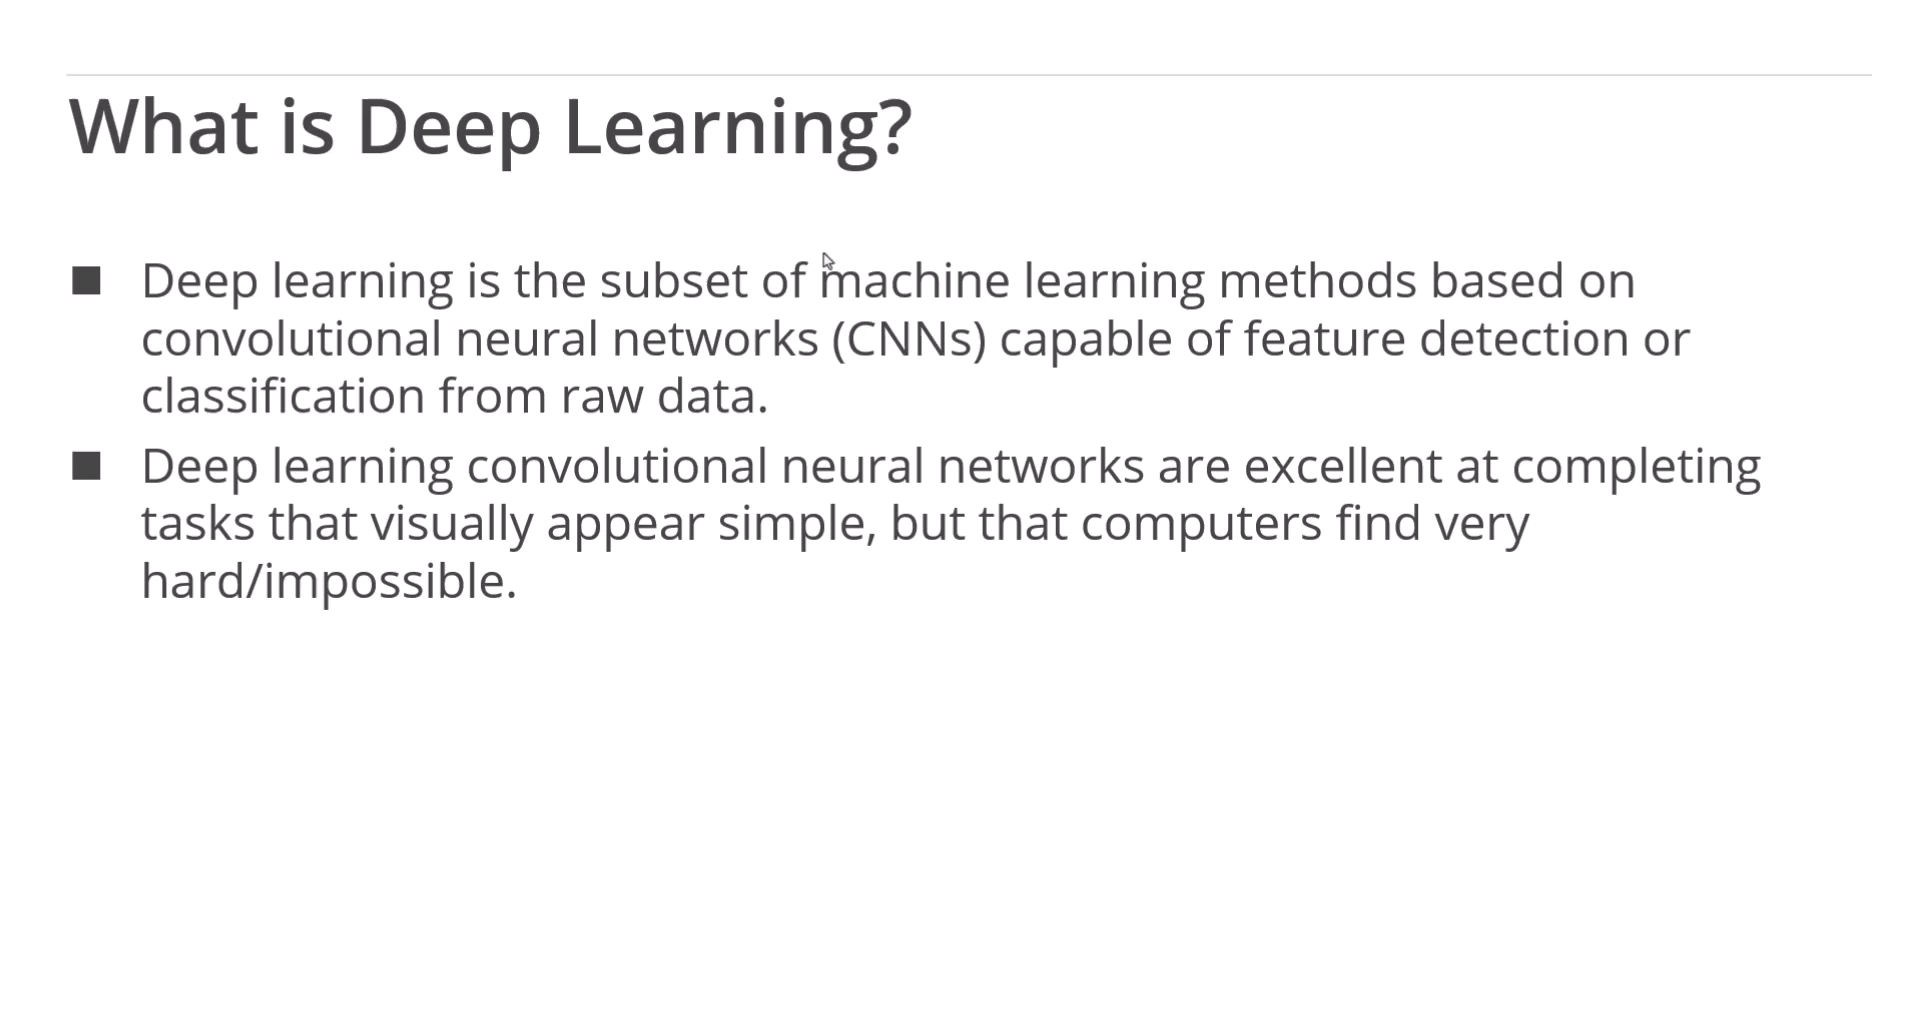 What is Deep Learning?
Deep learning is the subset of machine learning methods based on
convolutional neural networks (CNNs) capable of feature detection or
classification from raw data.
Deep learning convolutional neural networks are excellent at completing
tasks that visually appear simple, but that computers find very
hard/impossible.